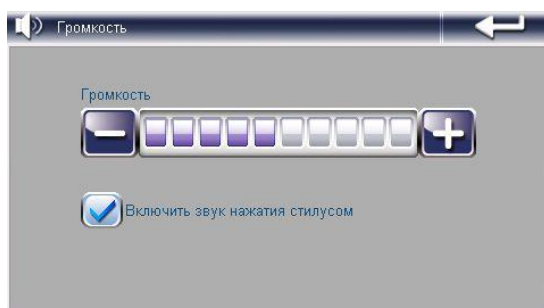 Громкость
Громкость
Включить звук нажатия стилусом